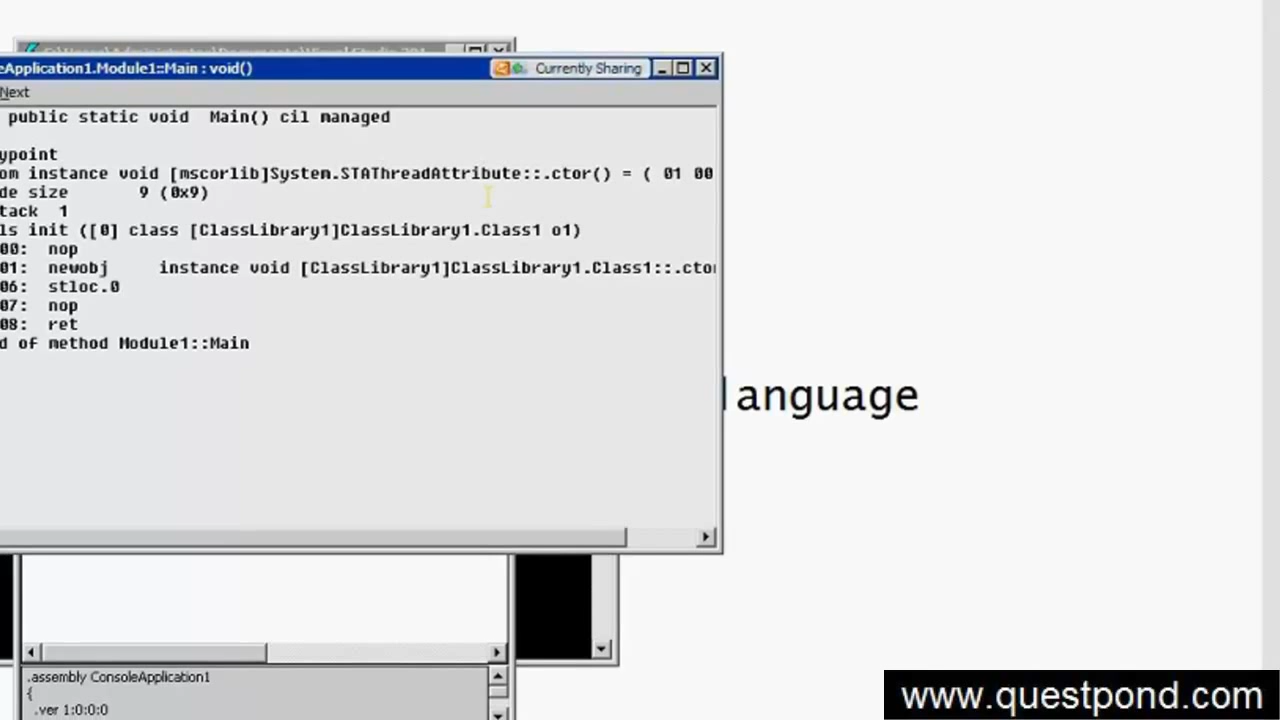 eApplication1.Module1::Main : void()
Currently Sharing
Next
public static void Main() cil managed
ypoint
om instance void [mscorlib]System.STAThreadAttribute::.ctor() = ( 01 00
de size 9 (0x9)
tack 1
ls init ([0] class [ClassLibrary1]ClassLibrary1.Class1 o1)
00: nop
01: newobj instance void [ClassLibrary1]ClassLibrary1.Class1::.cto
06: stloc.0
07: nop
08: ret
d of method Module1::Main
language
.assembly ConsoleApplication1
{
.ver 1:0:0:0
www.questpond.com